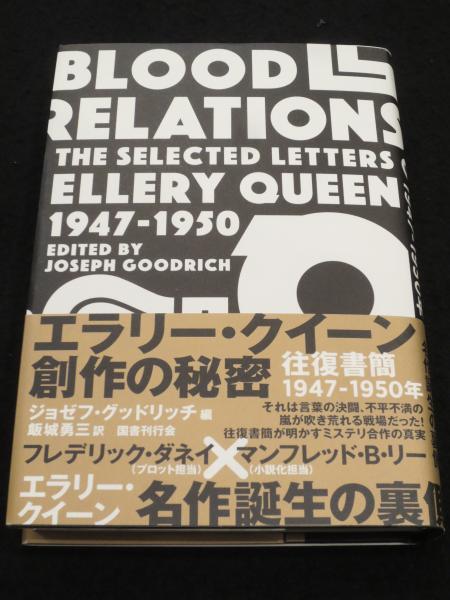 BLOOD
RELATIONS
THE SELECTED LETTERS
ELLERY QUEEN
1947-1950
EDITED BY
JOSEPH GOODRICH
エラリー・クイーン
創作の秘密
往復書簡
1947-1950年
ジョゼフ・グッドリッチ 編
飯城勇三 訳 国書刊行会
それは言葉の決闘、不平不満の
嵐が吹き荒れる戦場だった!
往復書簡が明かすミステリ合作の真実
フレデリック・ダネイ×マンフレッド・B・リー
(プロット担当) (小説化担当)
エラリー・
クイーン 名作誕生の裏